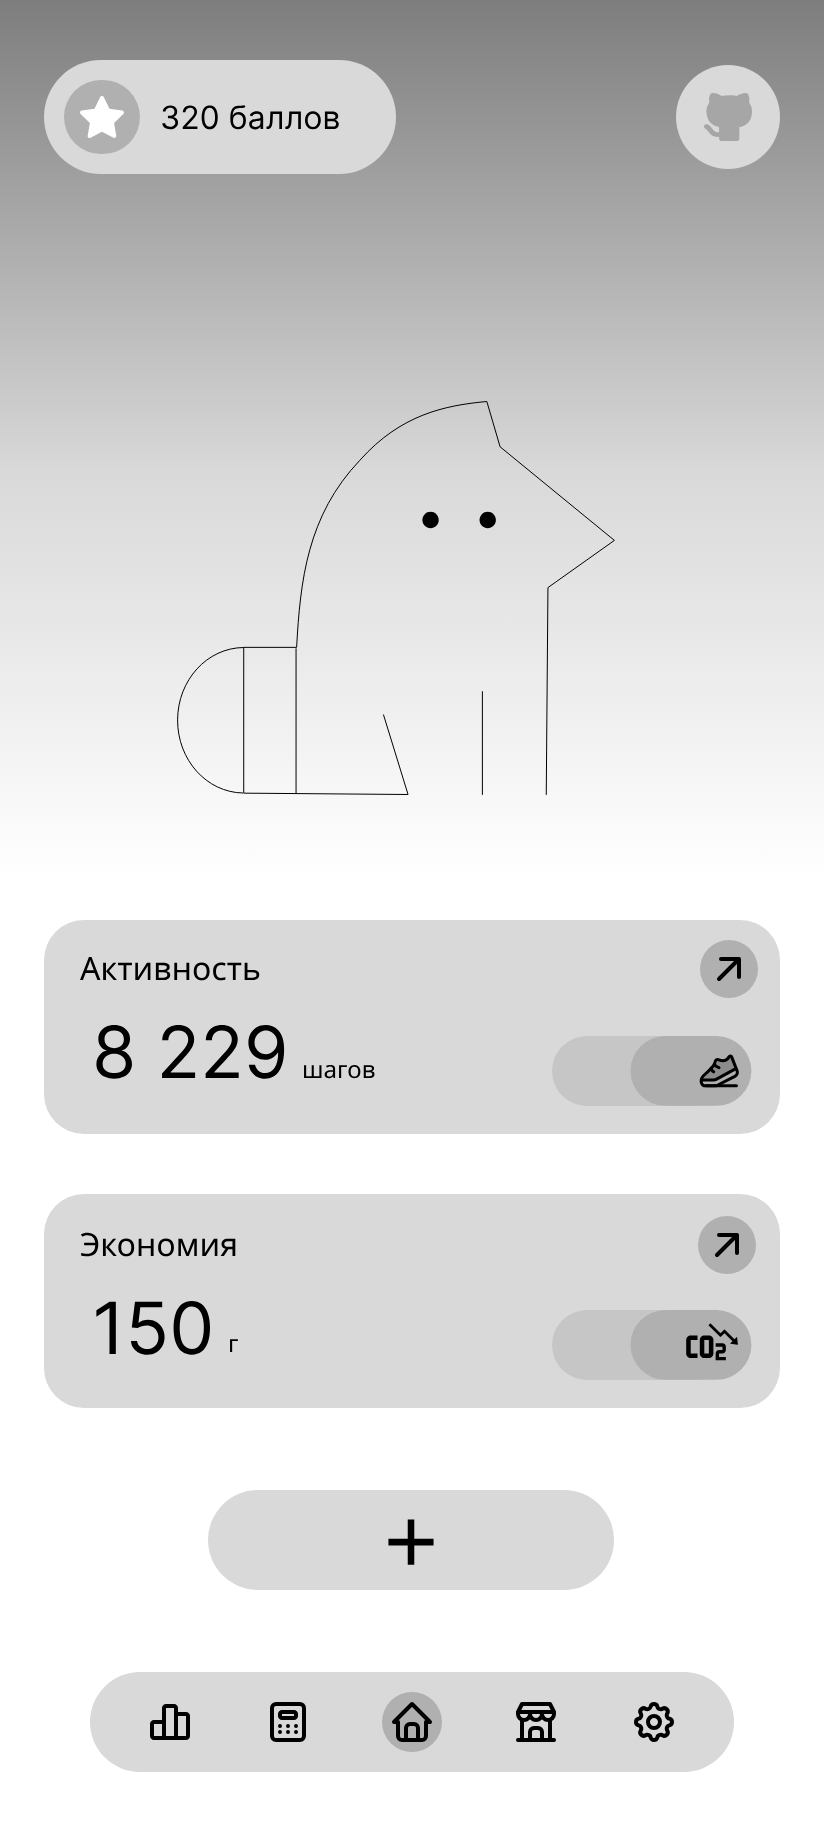 320 баллов
Активность
8 229 шагов
Экономия
150 г
CO2